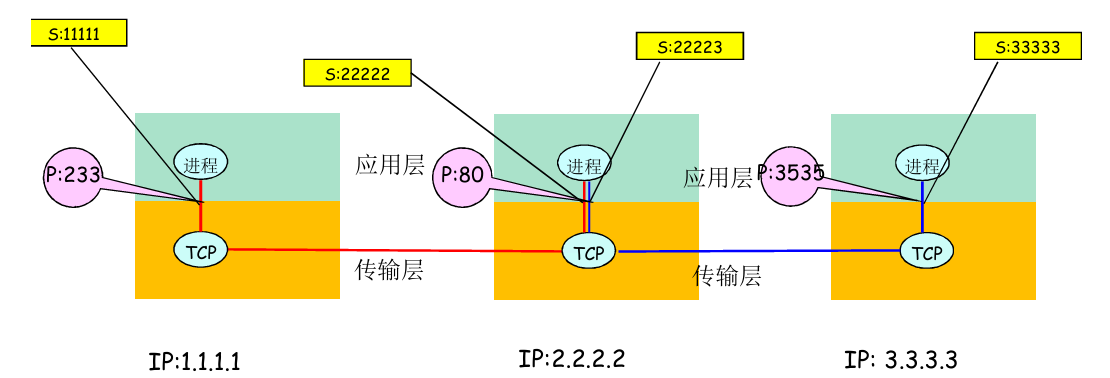 S:11111
S:22222
S:22223
S:33333
P:233
进程
应用层
P:80
进程
应用层
P:3535
进程
TCP
传输层
TCP
传输层
TCP
IP:1.1.1.1
IP:2.2.2.2
IP: 3.3.3.3